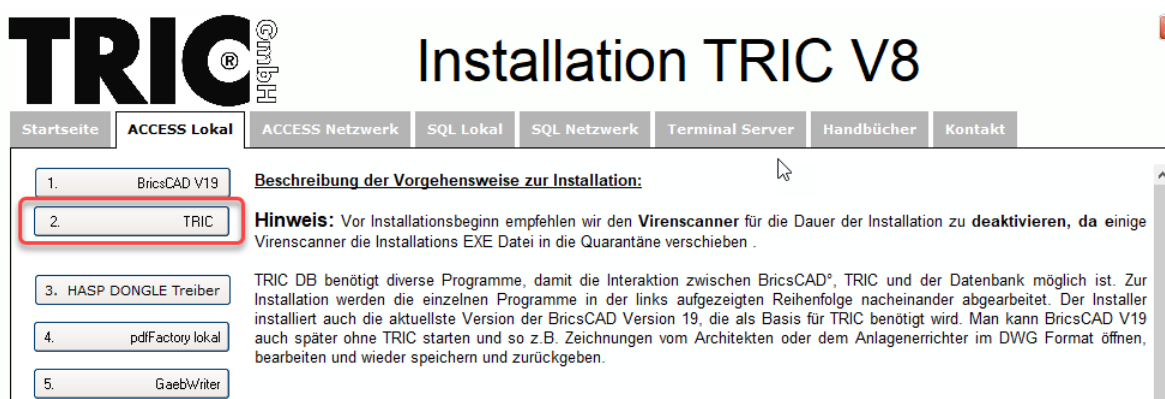 TRIC® GmbH
Installation TRIC V8
Startseite ACCESS Lokal ACCESS Netzwerk SQL Lokal SQL Netzwerk Terminal Server Handbücher Kontakt
1. BricsCAD V19
2. TRIC
3. HASP DONGLE Treiber
4. pdfFactory lokal
5. GaebWriter
Beschreibung der Vorgehensweise zur Installation:
Hinweis: Vor Installationsbeginn empfehlen wir den Virenscanner für die Dauer der Installation zu deaktivieren, da einige
Virenscanner die Installations EXE Datei in die Quarantäne verschieben .
TRIC DB benötigt diverse Programme, damit die Interaktion zwischen BricsCAD°, TRIC und der Datenbank möglich ist. Zur
Installation werden die einzelnen Programme in der links aufgezeigten Reihenfolge nacheinander abgearbeitet. Der Installer
installiert auch die aktuellste Version der BricsCAD Version 19, die als Basis für TRIC benötigt wird. Man kann BricsCAD V19
auch später ohne TRIC starten und so z.B. Zeichnungen vom Architekten oder dem Anlagenerrichter im DWG Format öffnen,
bearbeiten und wieder speichern und zurückgeben.